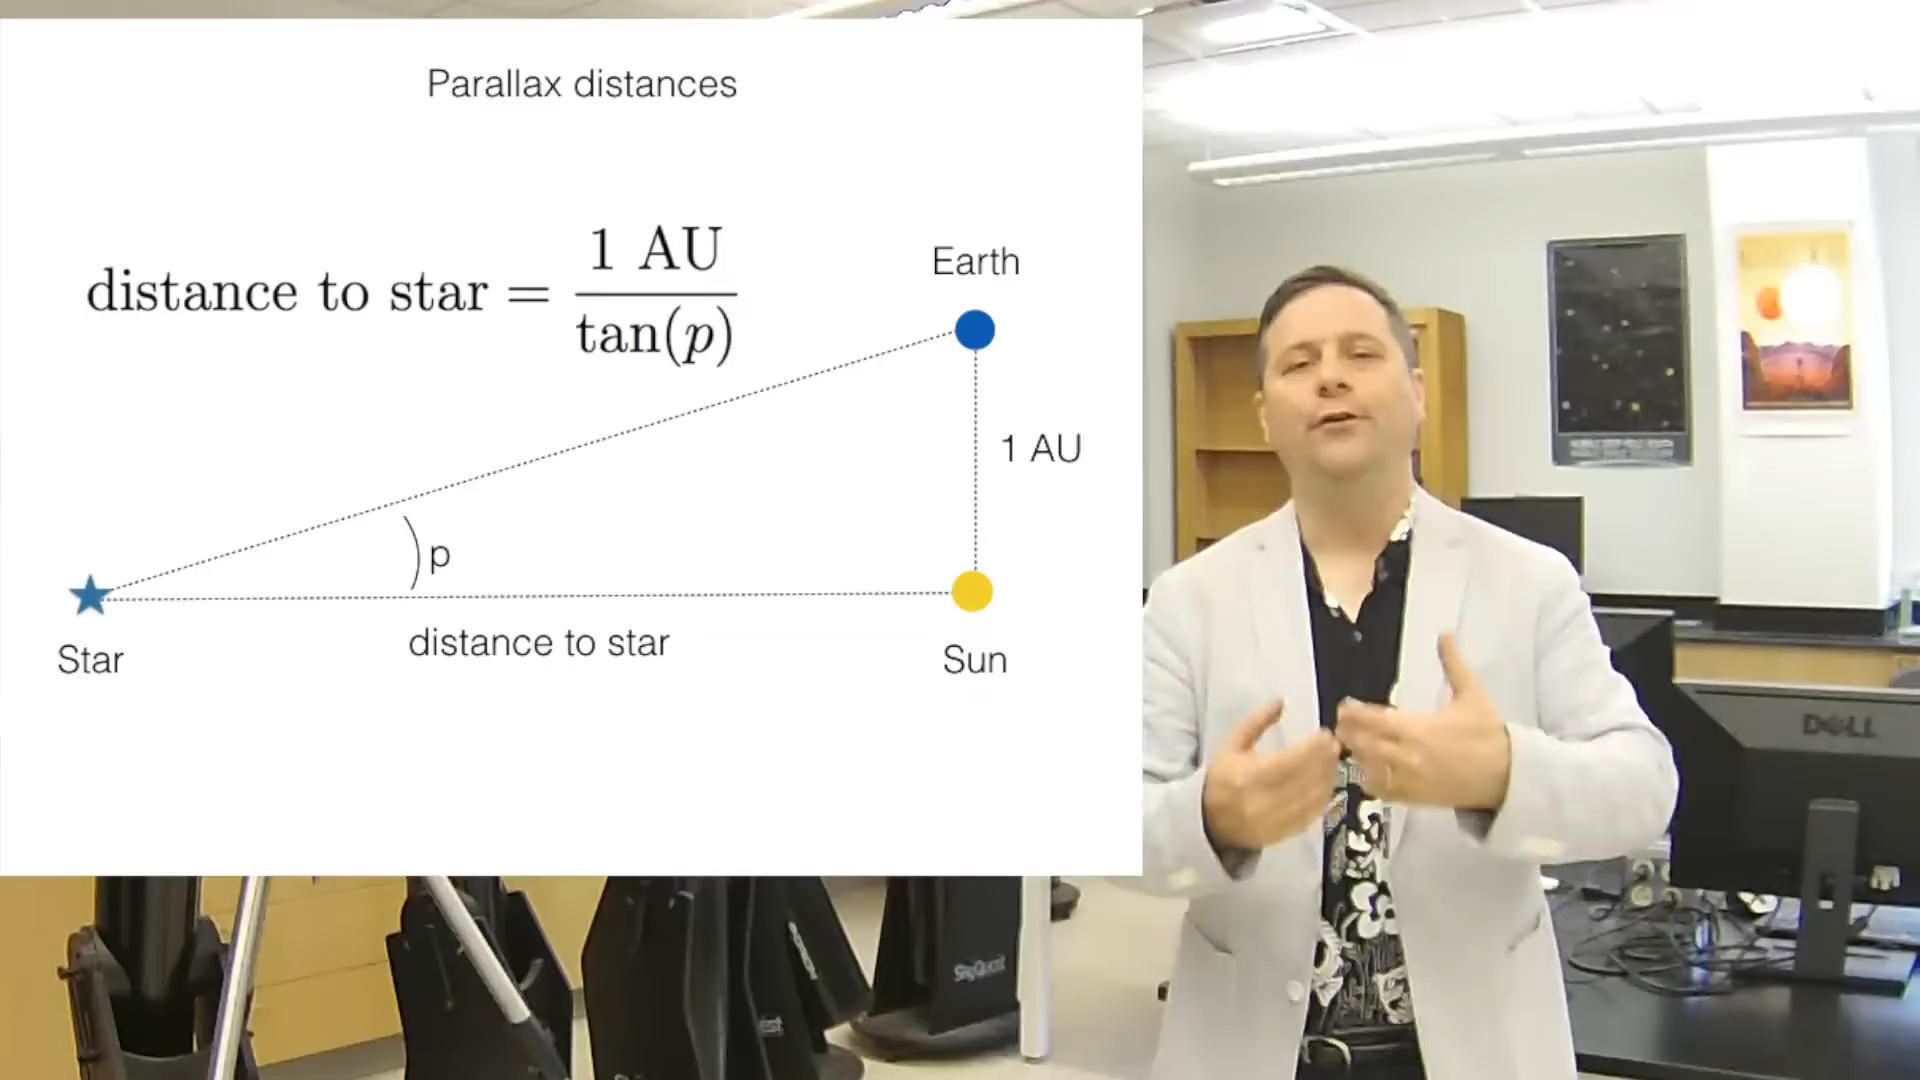 Parallax distances
distance to star = 1 AU / tan(p)
Earth
1 AU
p
Star
distance to star
Sun
DELL
SkyQuest